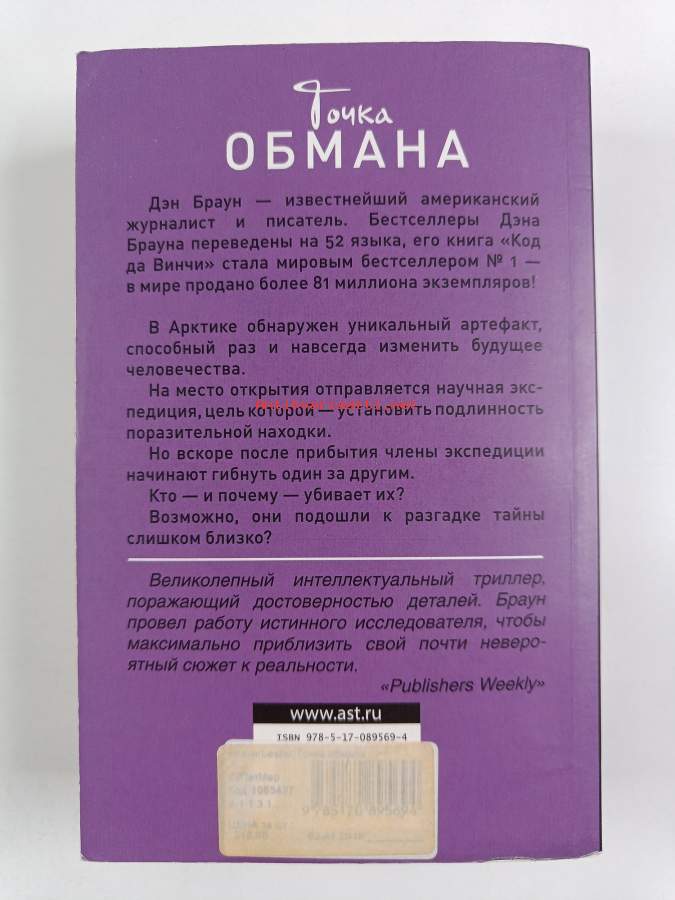 Точка
ОБМАНА
Дэн Браун — известнейший американский
журналист и писатель. Бестселлеры Дэна
Брауна переведены на 52 языка, его книга «Код
да Винчи» стала мировым бестселлером № 1 —
в мире продано более 81 миллиона экземпляров!
В Арктике обнаружен уникальный артефакт,
способный раз и навсегда изменить будущее
человечества.
На место открытия отправляется научная экс-
педиция, цель которой — установить подлинность
поразительной находки.
Но вскоре после прибытия члены экспедиции
начинают гибнуть один за другим.
Кто — и почему — убивает их?
Возможно, они подошли к разгадке тайны
слишком близко?
Великолепный интеллектуальный триллер,
поражающий достоверностью деталей. Браун
провел работу истинного исследователя, чтобы
максимально приблизить свой почти неверо-
ятный сюжет к реальности.
«Publishers Weekly»
www.ast.ru
ISBN 978-5-17-089569-4
9 785170 895694